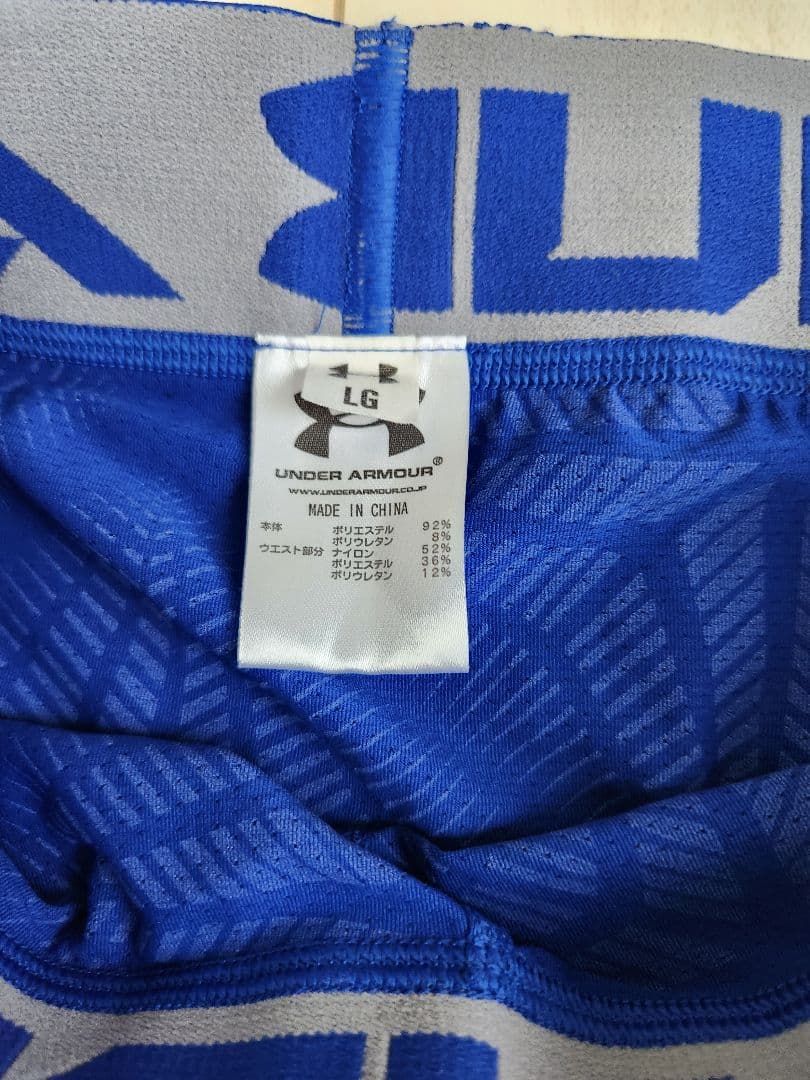 LG
UNDER ARMOUR®
WWW.UNDERARMOUR.CO.JP
MADE IN CHINA
本体 ポリエステル 92%
ポリウレタン 8%
ウエスト部分 ナイロン 52%
ポリエステル 36%
ポリウレタン 12%